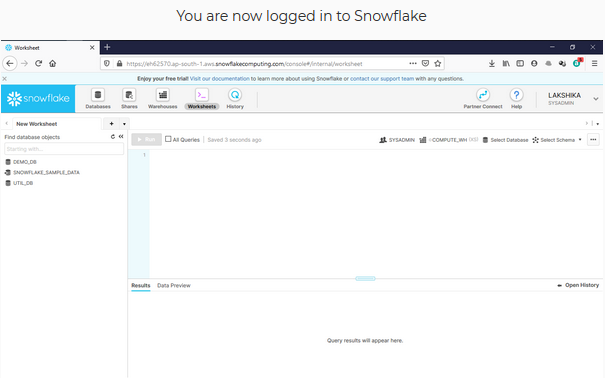 You are now logged in to Snowflake
Worksheet
https://eh62570.ap-south-1.aws.snowflakecomputing.com/console#/internal/worksheet
Enjoy your free trial! Visit our documentation to learn more about using Snowflake or contact our support team with any questions.
snowflake
Databases Shares Warehouses Worksheets History Partner Connect Help LAKSHIKA
SYSADMIN
New Worksheet
Find database objects
Starting with...
DEMO_DB
SNOWFLAKE_SAMPLE_DATA
UTIL_DB
Run All Queries Saved 3 seconds ago SYSADMIN COMPUTE_WH (XS) Select Database Select Schema
1
Results Data Preview Open History
Query results will appear here.